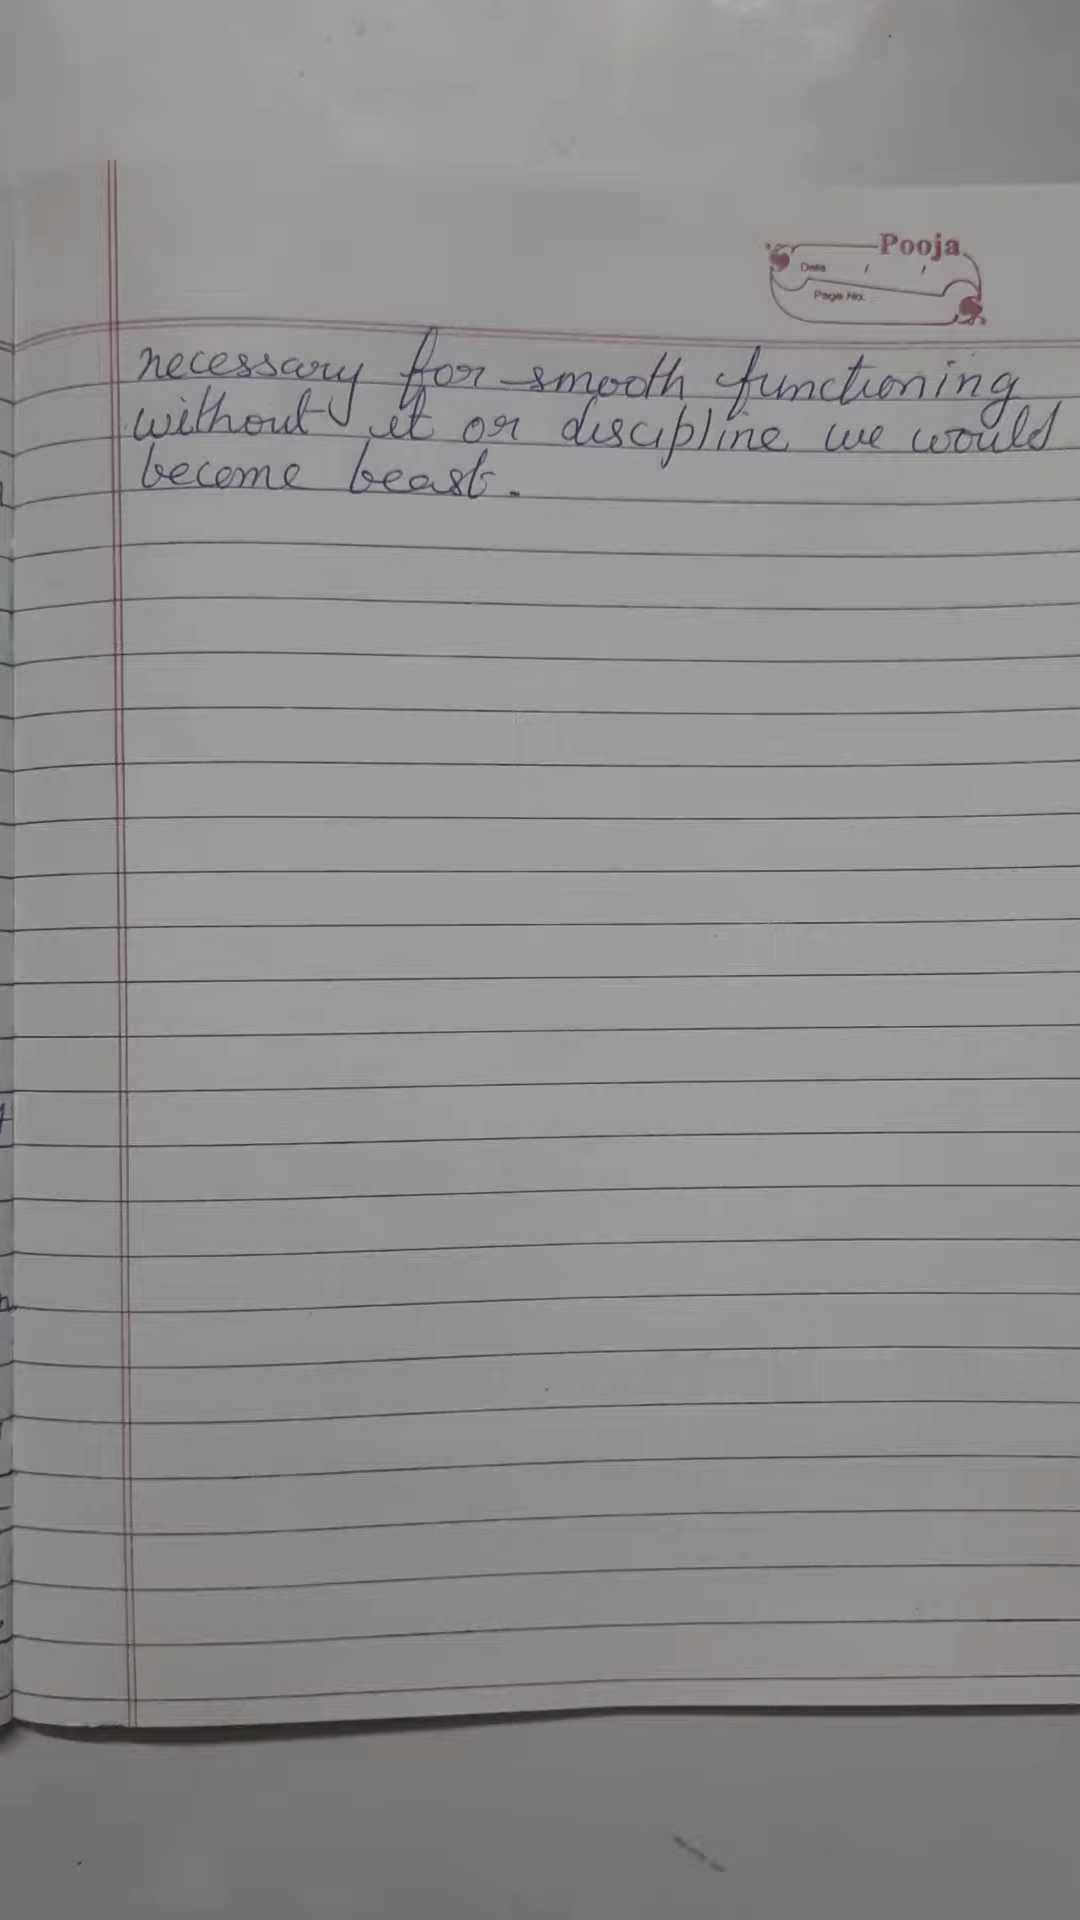 Pooja
Date / /
Page No.
necessary for smooth functioning
without it or discipline we would
become beast.